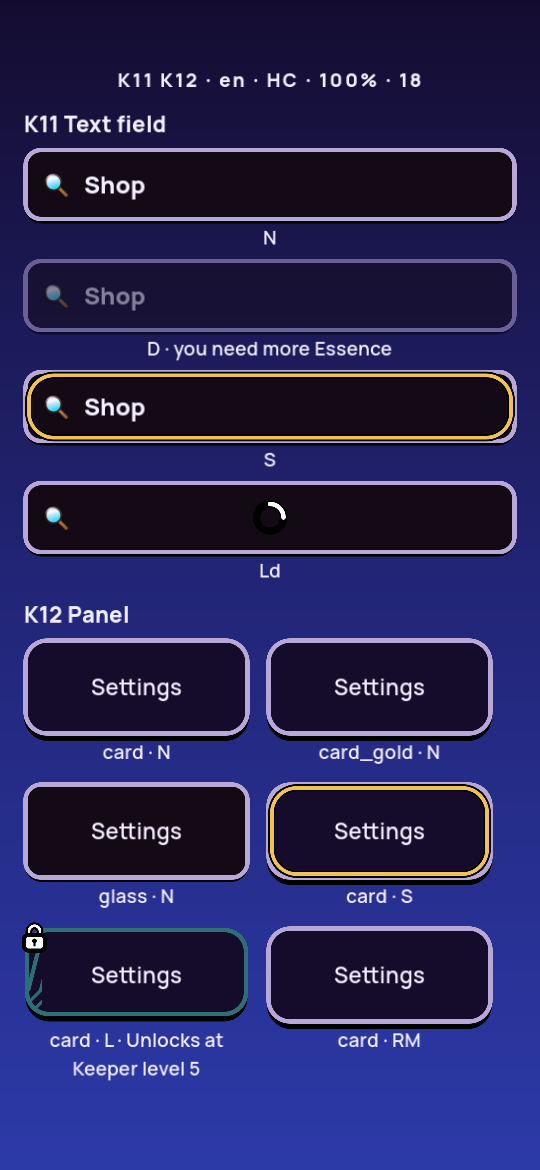 K11 K12 · en · HC · 100% · 18
K11 Text field
Shop
N
Shop
D · you need more Essence
Shop
S
Ld
K12 Panel
Settings
Settings
card · N
card_gold · N
Settings
Settings
glass · N
card · S
Settings
Settings
card · L · Unlocks at
Keeper level 5
card · RM